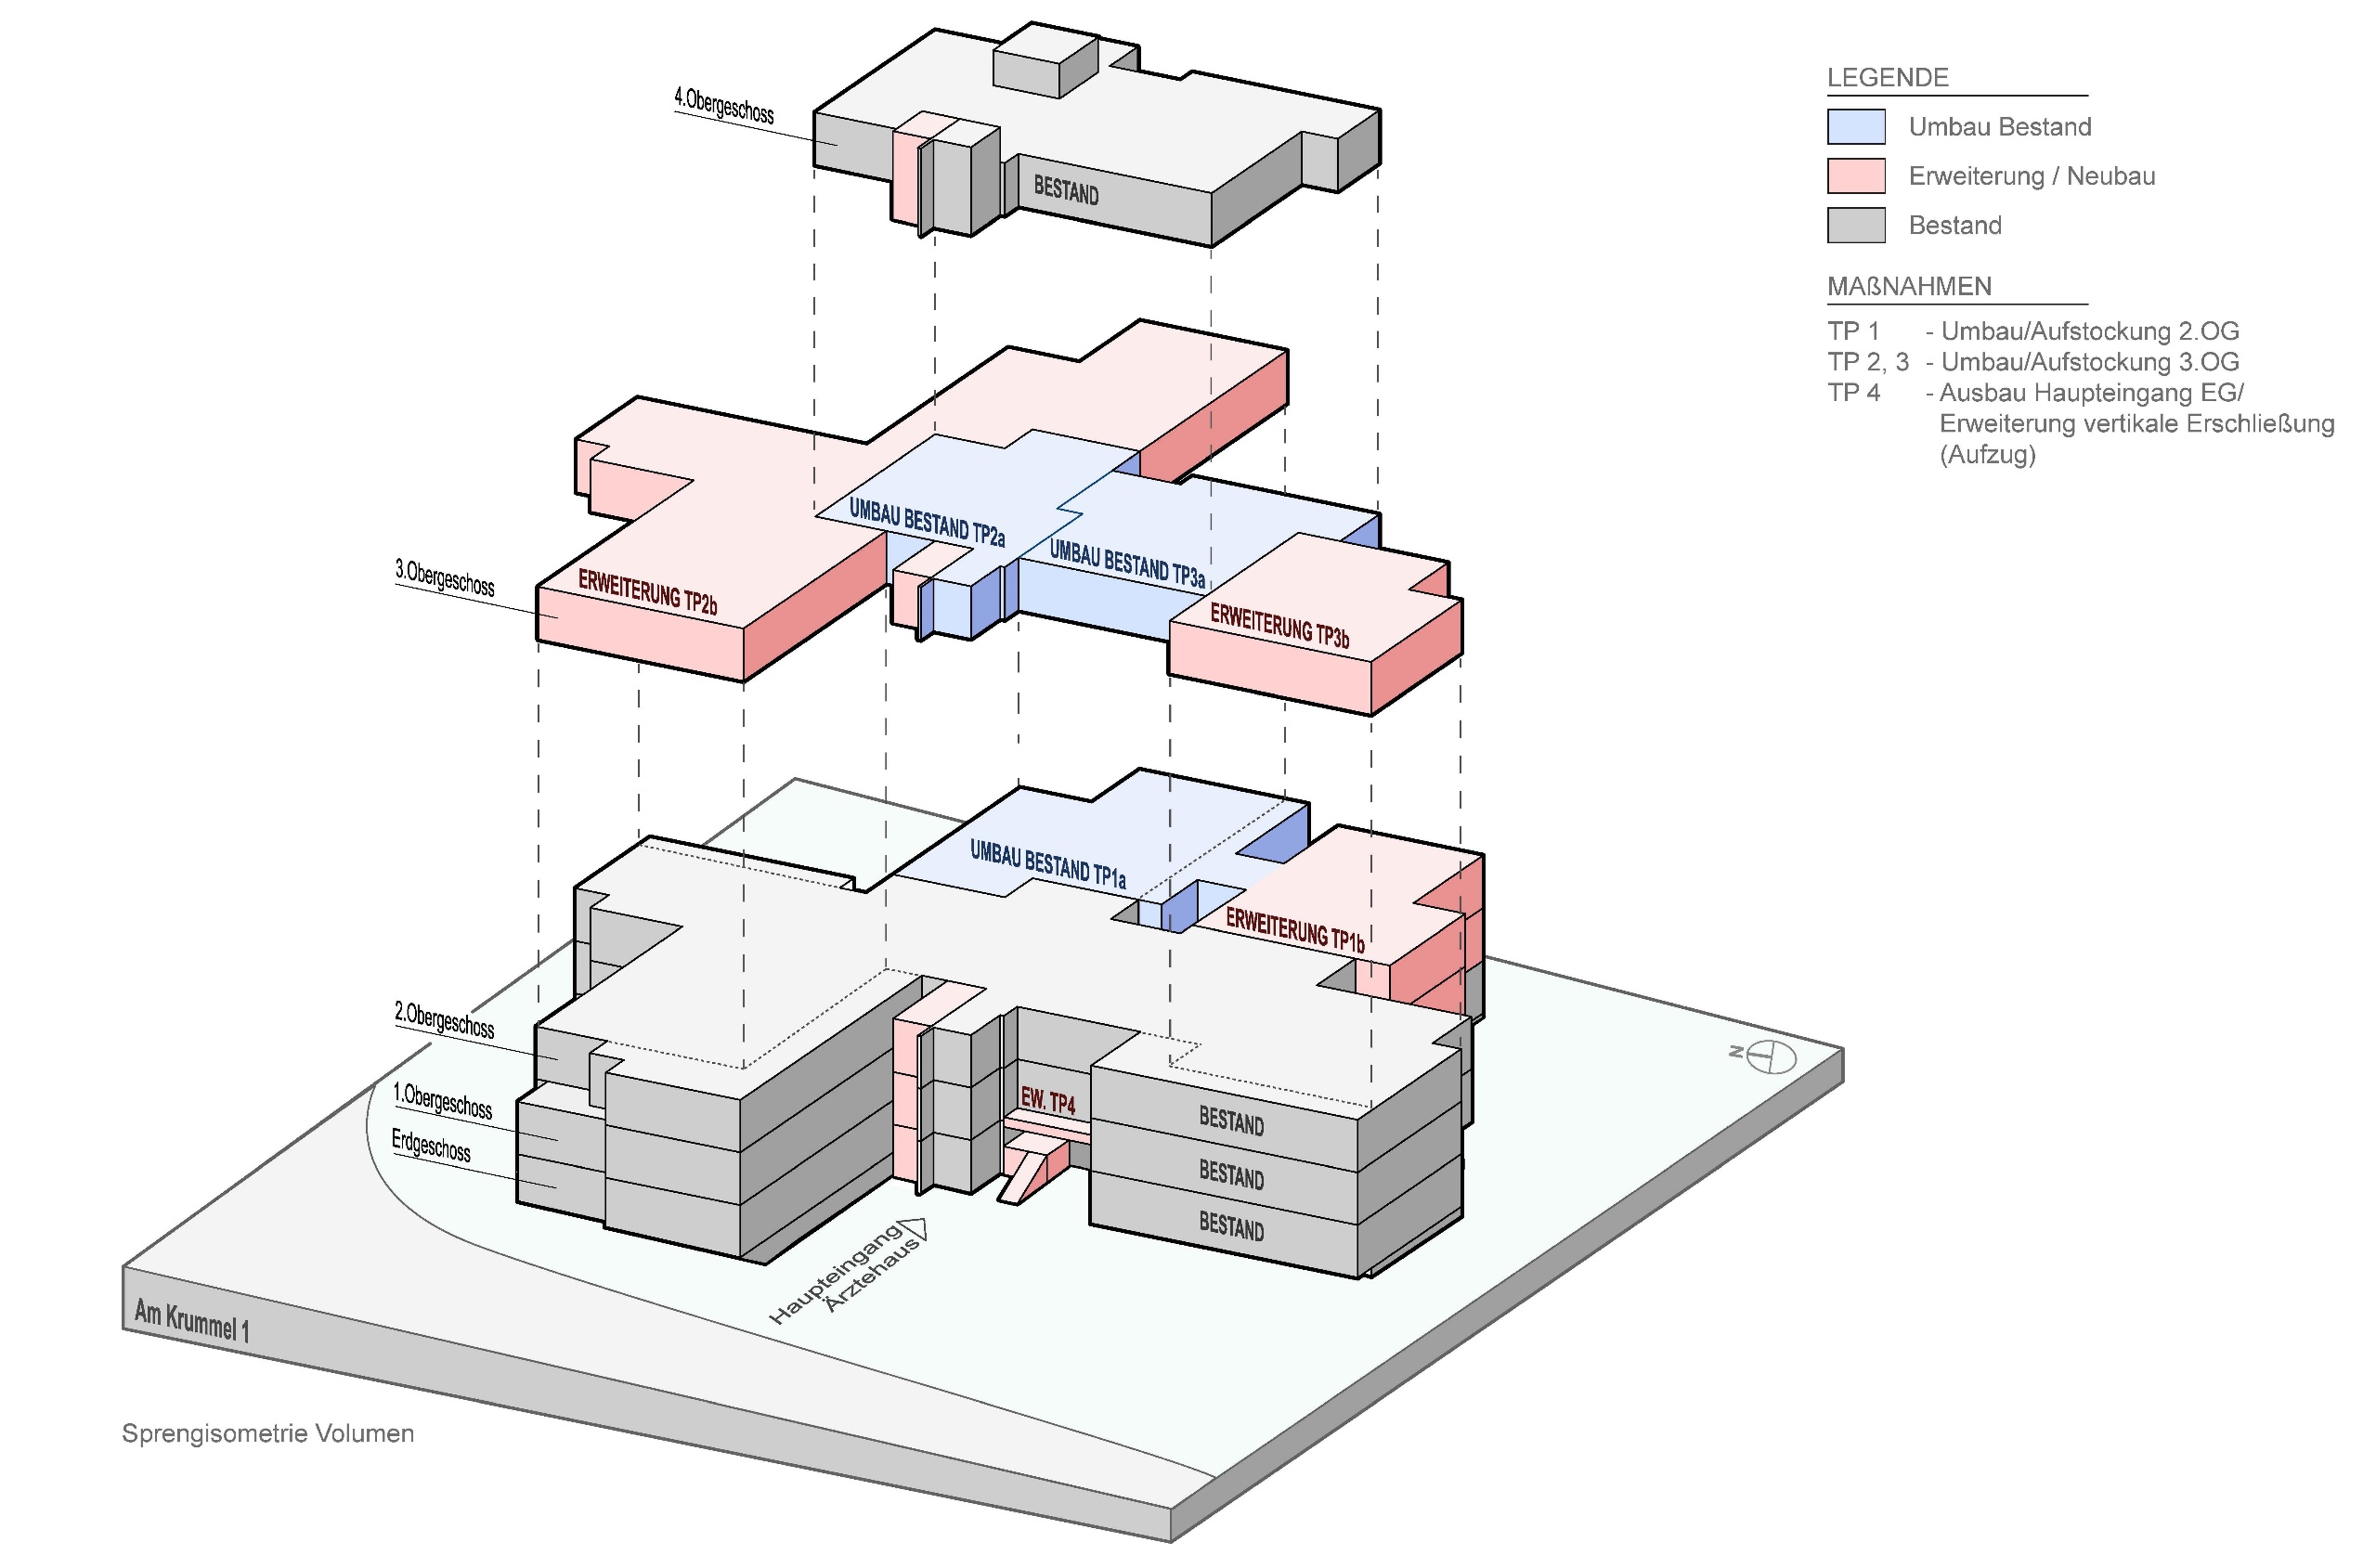 4.Obergeschoss
BESTAND
LEGENDE
Umbau Bestand
Erweiterung / Neubau
Bestand
MAßNAHMEN
TP 1 - Umbau/Aufstockung 2.OG
TP 2, 3 - Umbau/Aufstockung 3.OG
TP 4 - Ausbau Haupteingang EG/
Erweiterung vertikale Erschließung
(Aufzug)
3.Obergeschoss
UMBAU BESTAND TP2a
UMBAU BESTAND TP3a
ERWEITERUNG TP2b
ERWEITERUNG TP3b
UMBAU BESTAND TP1a
ERWEITERUNG TP1b
2.Obergeschoss
1.Obergeschoss
Erdgeschoss
EW. TP4
BESTAND
BESTAND
BESTAND
N
Haupteingang
Ärztehaus
Am Krummel 1
Sprengisometrie Volumen